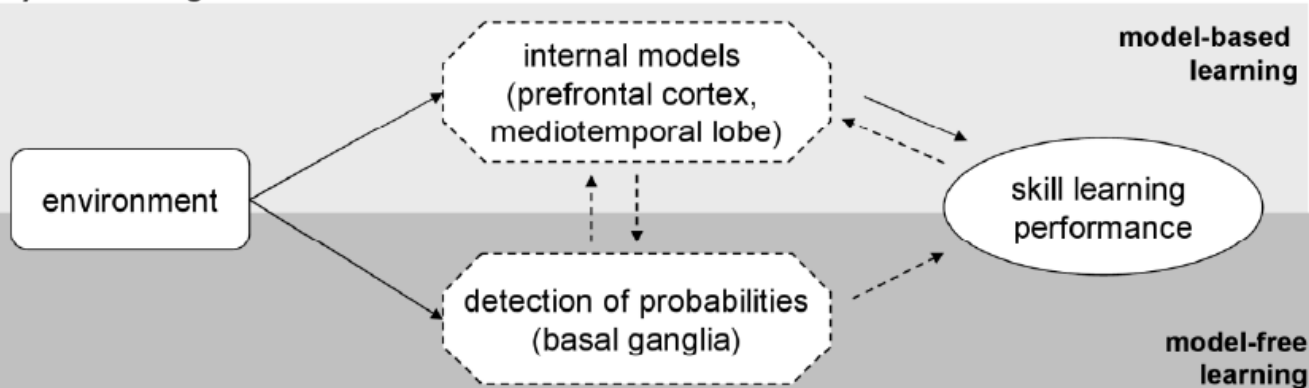 model-based
learning
internal models
(prefrontal cortex,
mediotemporal lobe)
environment
skill learning
performance
detection of probabilities
(basal ganglia)
model-free
learning